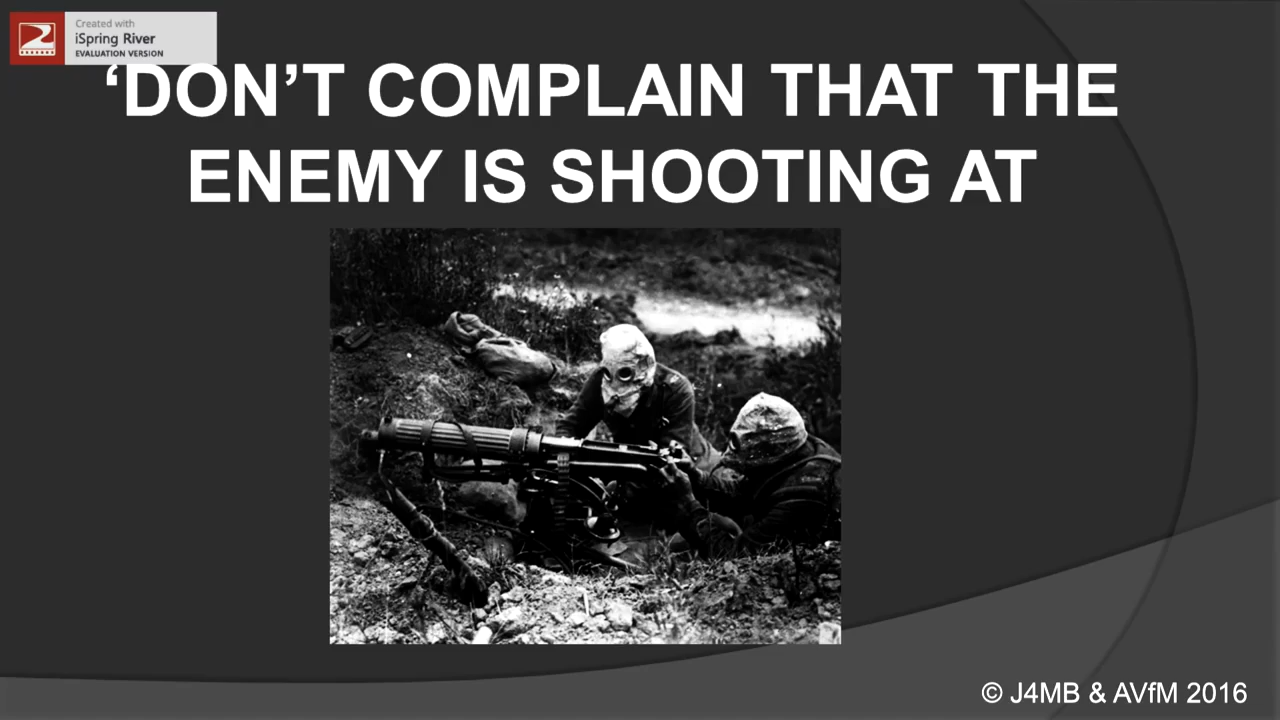 Created with
iSpring River
EVALUATION VERSION
‘DON’T COMPLAIN THAT THE
ENEMY IS SHOOTING AT
© J4MB & AVfM 2016